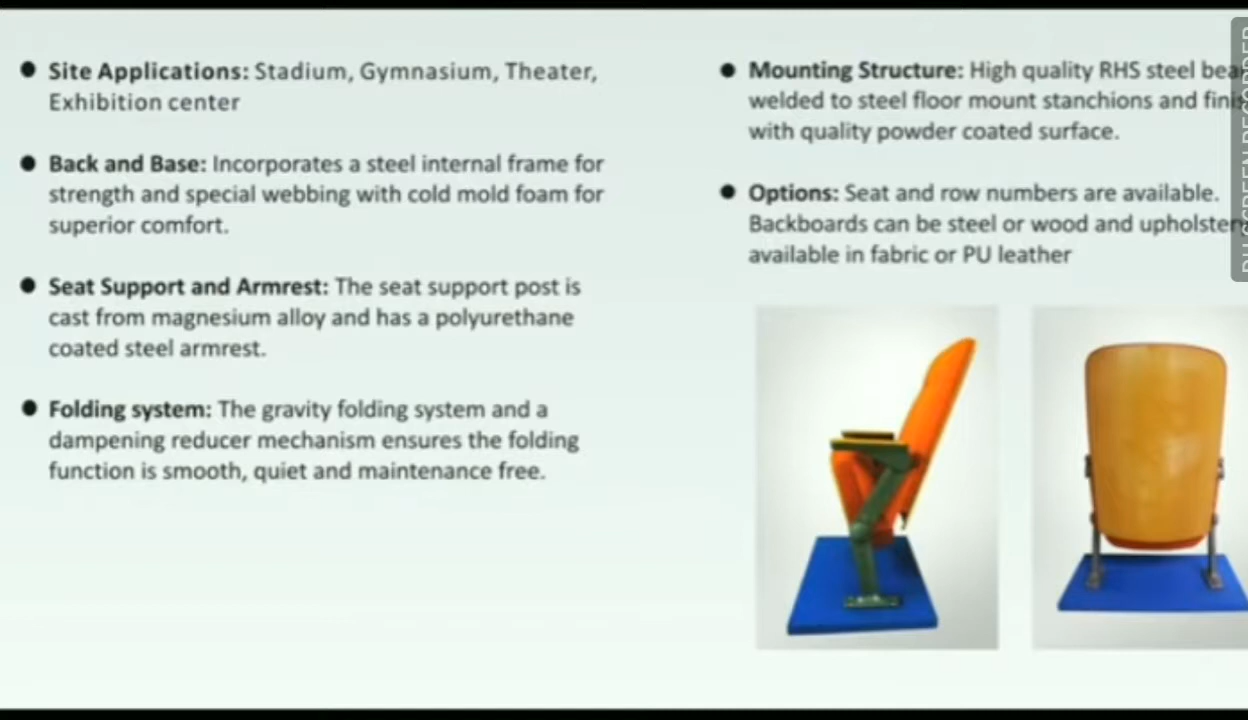 ● Site Applications: Stadium, Gymnasium, Theater,
Exhibition center
● Back and Base: Incorporates a steel internal frame for
strength and special webbing with cold mold foam for
superior comfort.
● Seat Support and Armrest: The seat support post is
cast from magnesium alloy and has a polyurethane
coated steel armrest.
● Folding system: The gravity folding system and a
dampening reducer mechanism ensures the folding
function is smooth, quiet and maintenance free.
● Mounting Structure: High quality RHS steel
welded to steel floor mount stanchions and
with quality powder coated surface.
● Options: Seat and row numbers are available.
Backboards can be steel or wood and
available in fabric or PU leather
SCREEN RECORDER